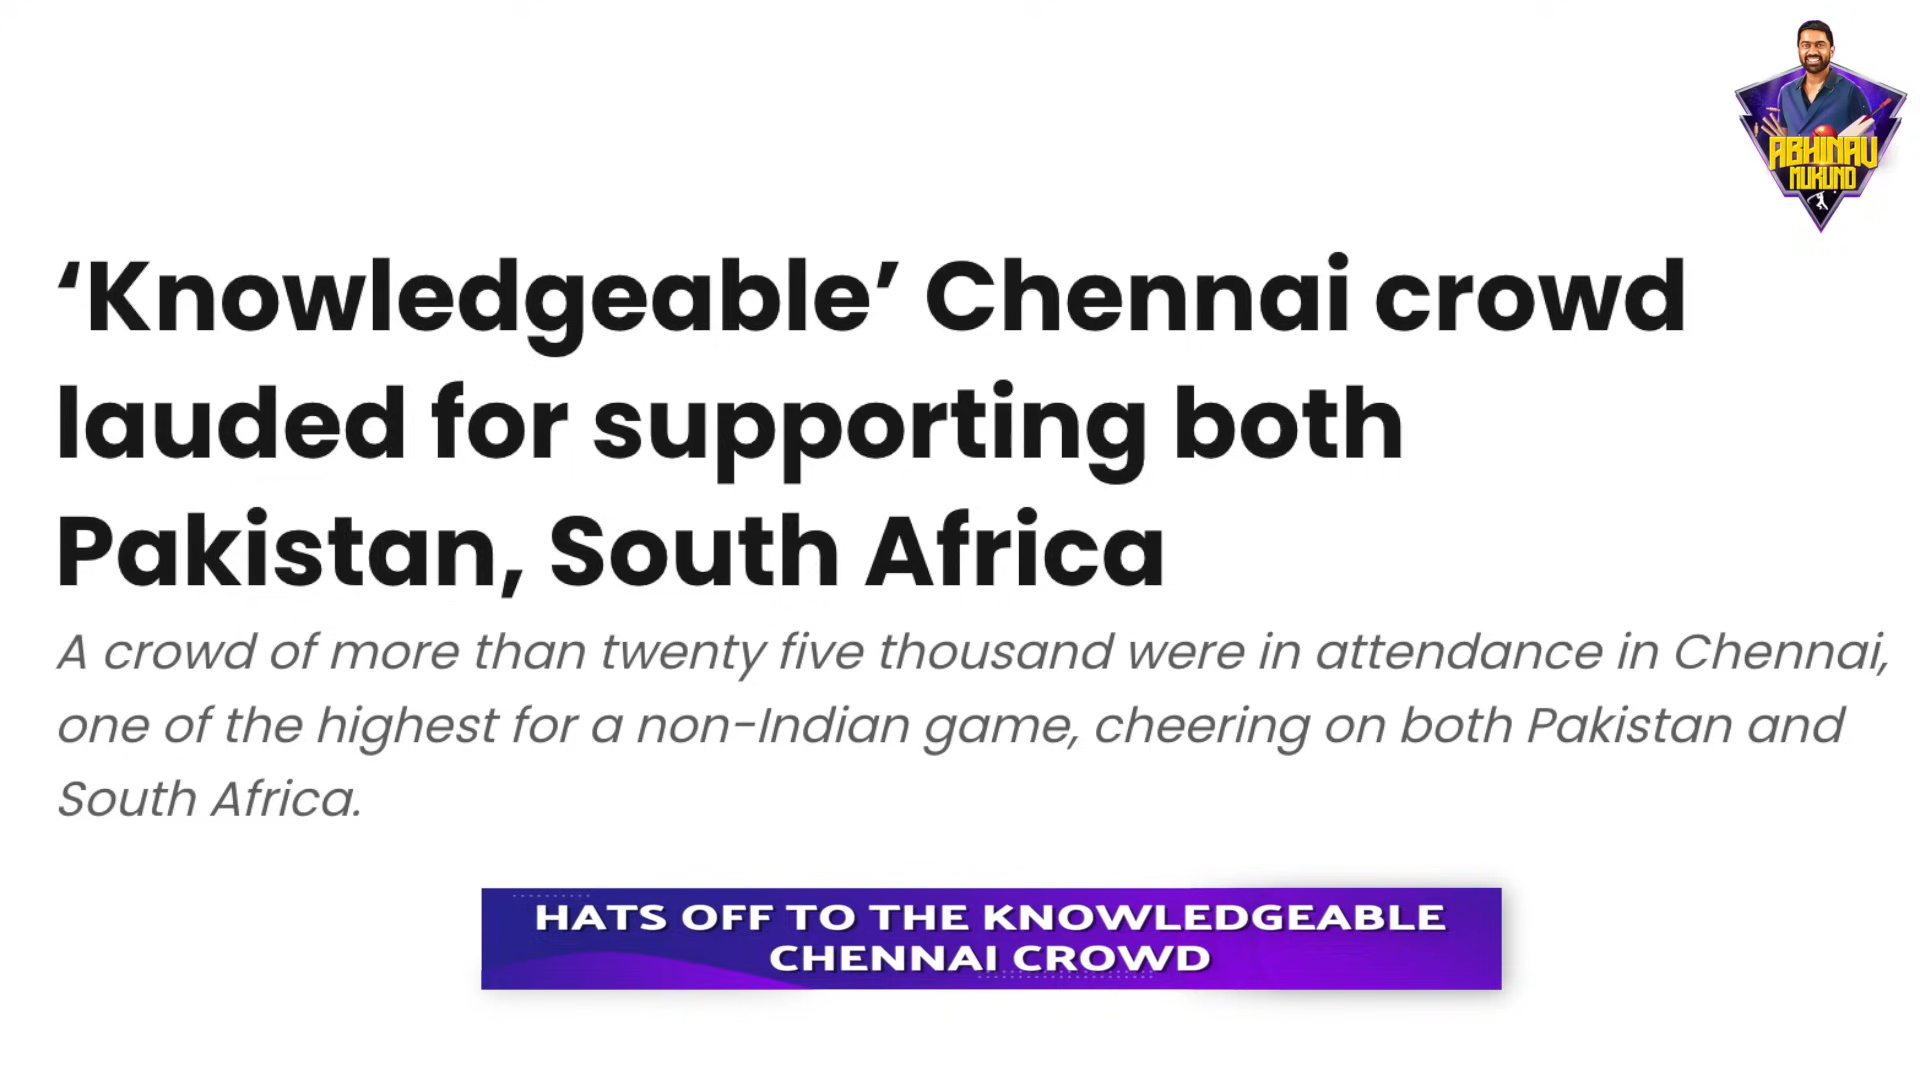 ABHINAV
MUKUND
‘Knowledgeable’ Chennai crowd
lauded for supporting both
Pakistan, South Africa
A crowd of more than twenty five thousand were in attendance in Chennai,
one of the highest for a non-Indian game, cheering on both Pakistan and
South Africa.
HATS OFF TO THE KNOWLEDGEABLE
CHENNAI CROWD